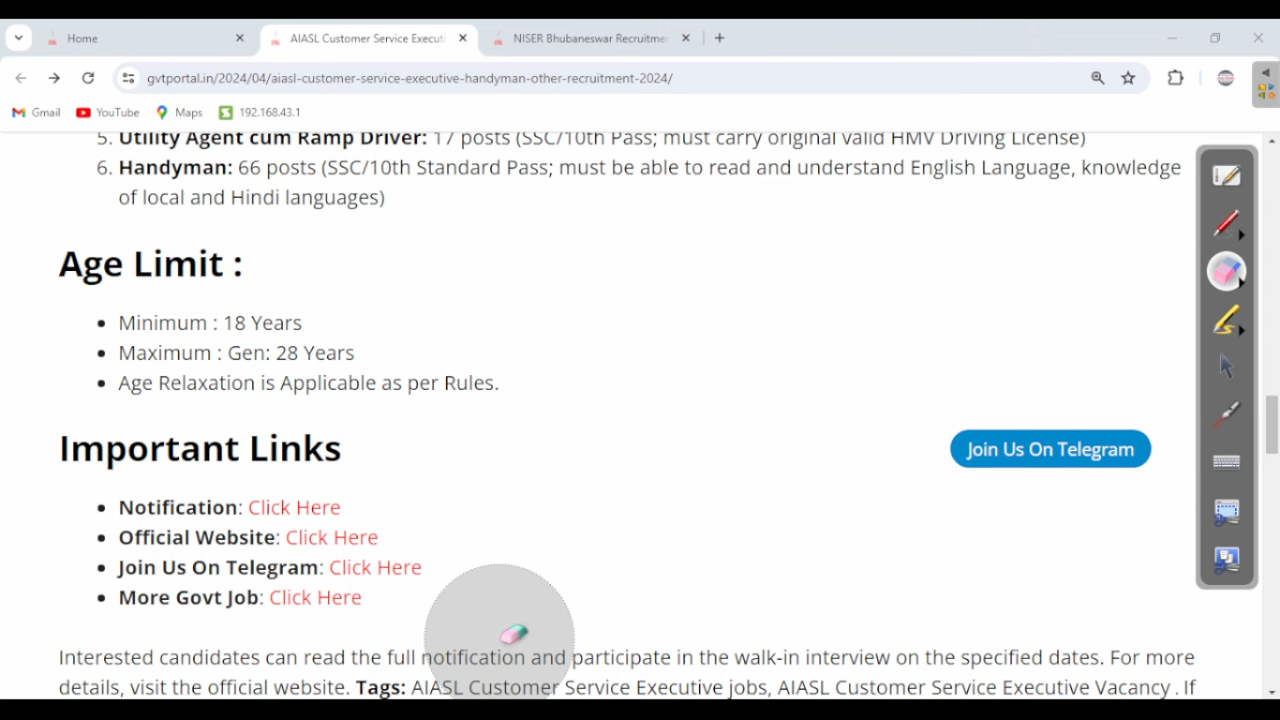 Home
AIASL Customer Service Executi
NISER Bhubaneswar Recruitmen
gvtportal.in/2024/04/aiasl-customer-service-executive-handyman-other-recruitment-2024/
Gmail
YouTube
Maps
192.168.43.1
5. Utility Agent cum Ramp Driver: 17 posts (SSC/10th Pass; must carry original valid HMV Driving License)
6. Handyman: 66 posts (SSC/10th Standard Pass; must be able to read and understand English Language, knowledge
of local and Hindi languages)
Age Limit :
Minimum : 18 Years
Maximum : Gen: 28 Years
Age Relaxation is Applicable as per Rules.
Important Links
Join Us On Telegram
Notification: Click Here
Official Website: Click Here
Join Us On Telegram: Click Here
More Govt Job: Click Here
Interested candidates can read the full notification and participate in the walk-in interview on the specified dates. For more
details, visit the official website. Tags: AIASL Customer Service Executive jobs, AIASL Customer Service Executive Vacancy . If